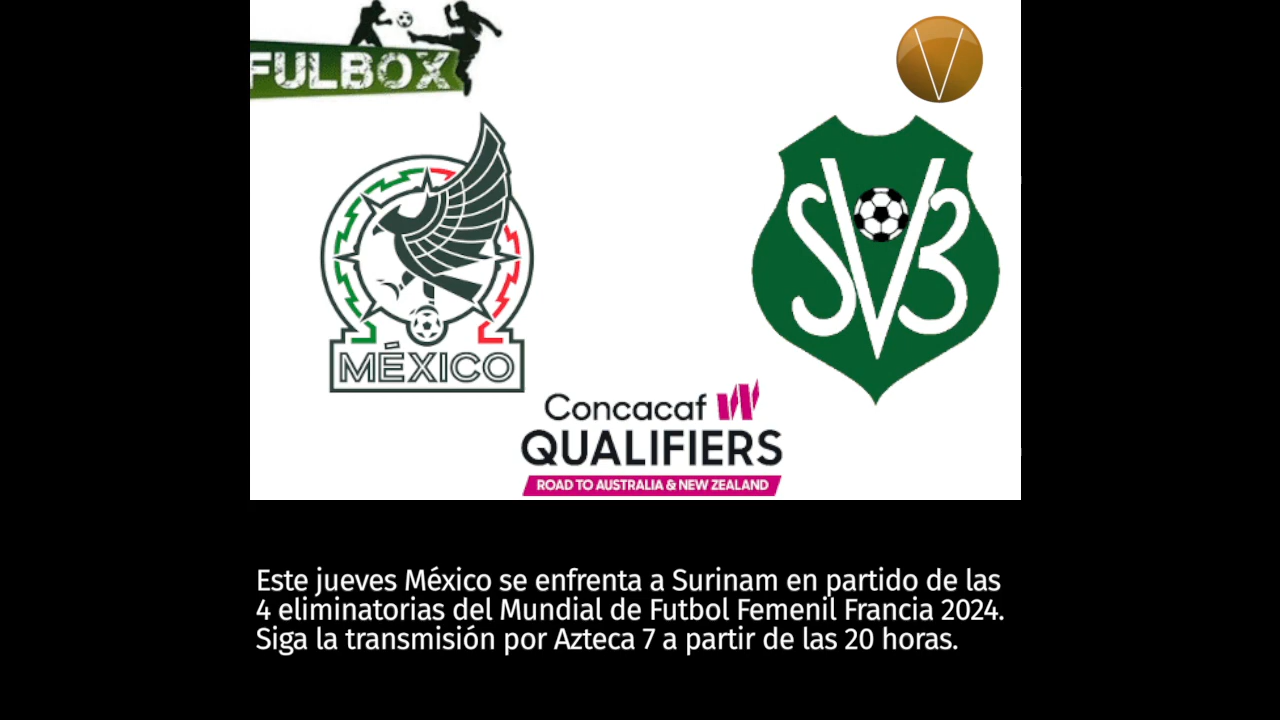 FULBOX
V
MÉXICO
SVB
Concacaf W
QUALIFIERS
ROAD TO AUSTRALIA & NEW ZEALAND
Este jueves México se enfrenta a Surinam en partido de las
4 eliminatorias del Mundial de Futbol Femenil Francia 2024.
Siga la transmisión por Azteca 7 a partir de las 20 horas.